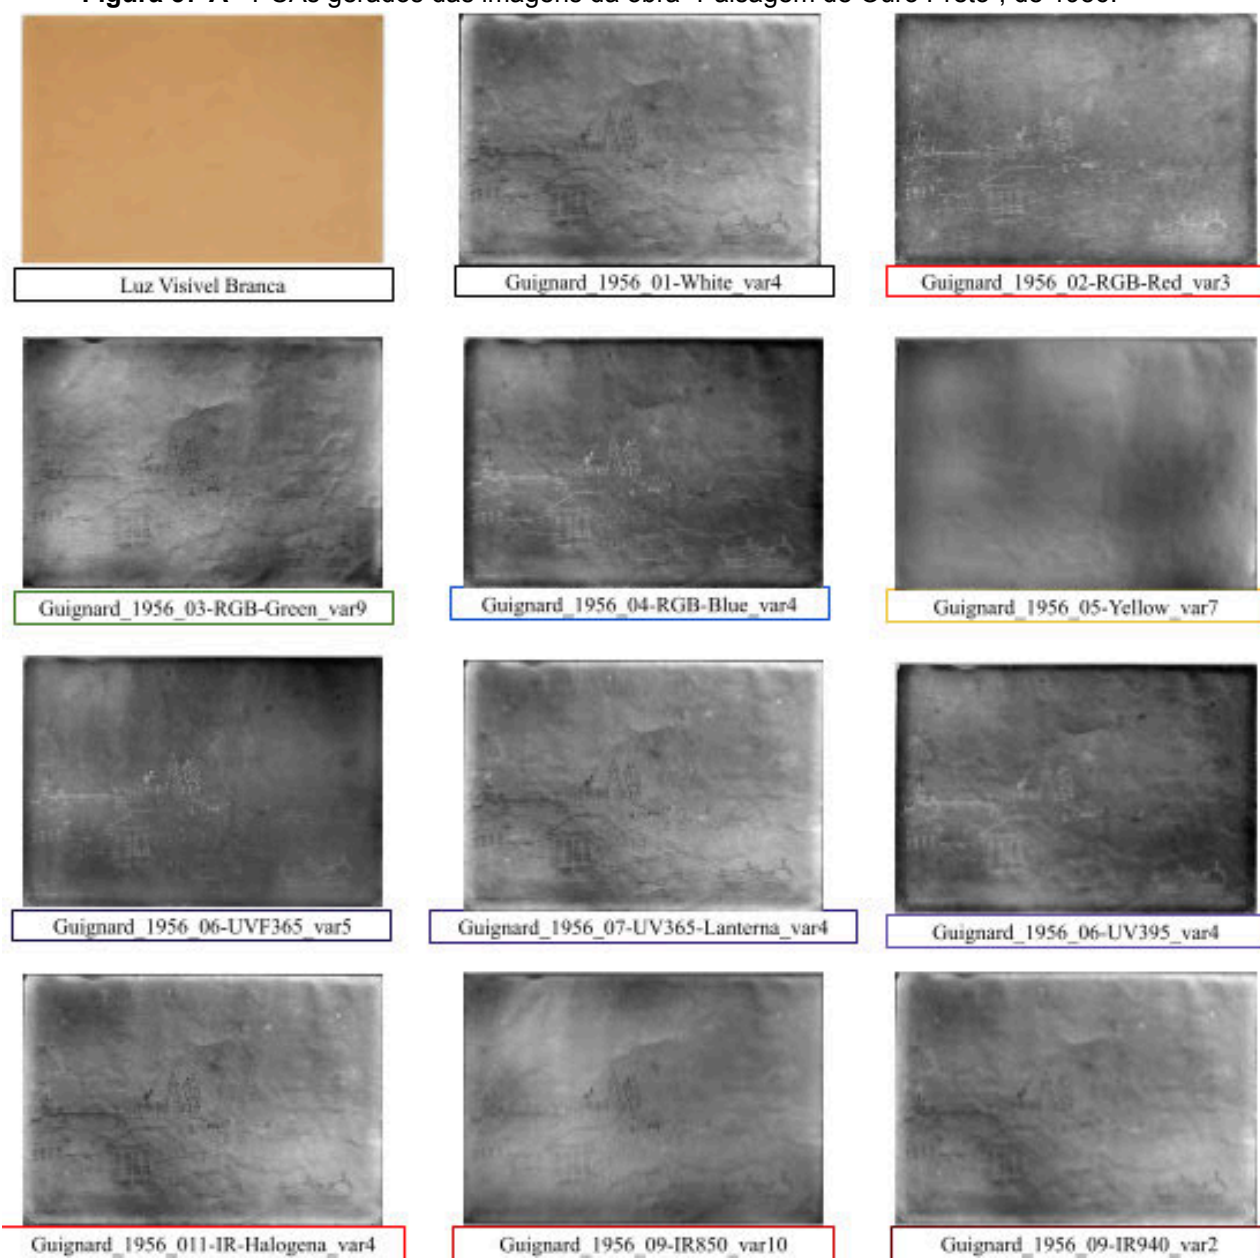 Luz Visível Branca
Guignard_1956_01-White_var4
Guignard_1956_02-RGB-Red_var3
Guignard_1956_03-RGB-Green_var9
Guignard_1956_04-RGB-Blue_var4
Guignard_1956_05-Yellow_var7
Guignard_1956_06-UVF365_var5
Guignard_1956_07-UV365-Lanterna_var4
Guignard_1956_06-UV395_var4
Guignard_1956_011-IR-Halogena_var4
Guignard_1956_09-IR850_var10
Guignard_1956_09-IR940_var2